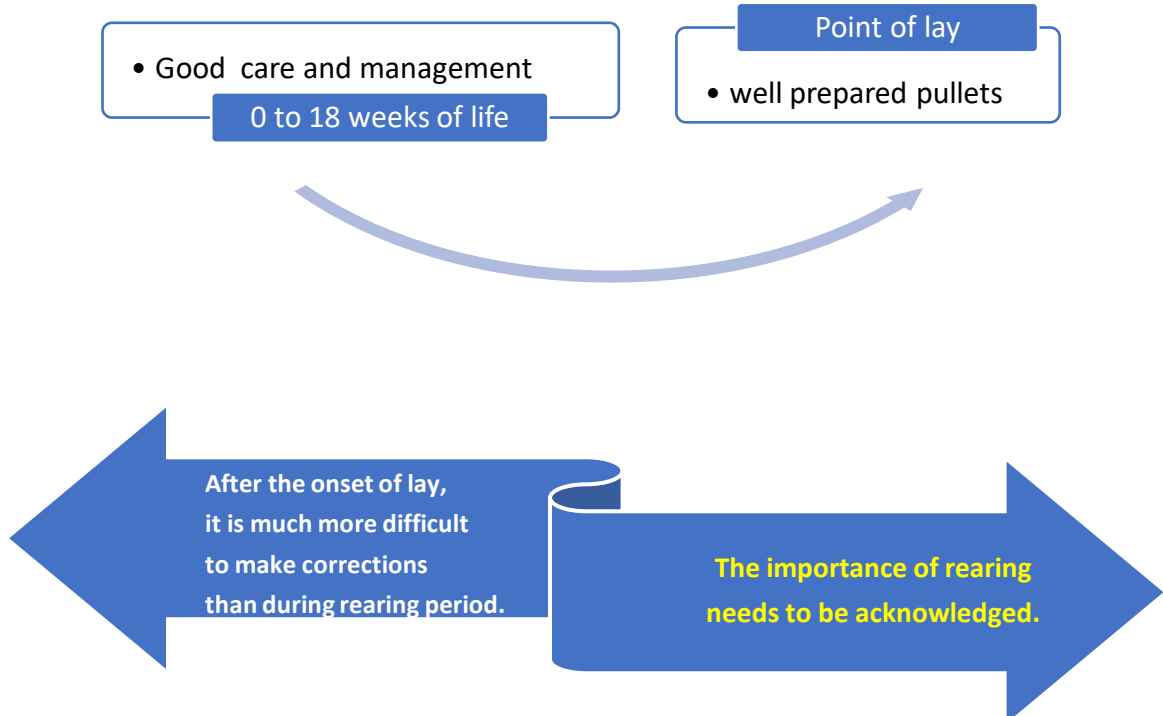 • Good care and management
0 to 18 weeks of life
Point of lay
• well prepared pullets
After the onset of lay,
it is much more difficult
to make corrections
than during rearing period.
The importance of rearing
needs to be acknowledged.